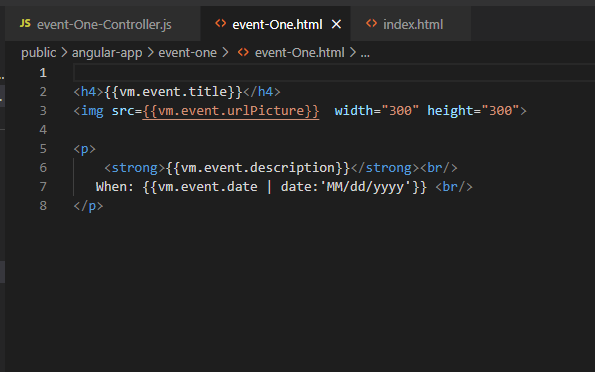 JS event-One-Controller.js <> event-One.html × <> index.html
public > angular-app > event-one > <> event-One.html > ...
1
2 <h4>{{vm.event.title}}</h4>
3 <img src={{vm.event.urlPicture}}  width="300" height="300">
4
5 <p>
6     <strong>{{vm.event.description}}</strong><br/>
7    When: {{vm.event.date | date:'MM/dd/yyyy'}} <br/>
8 </p>